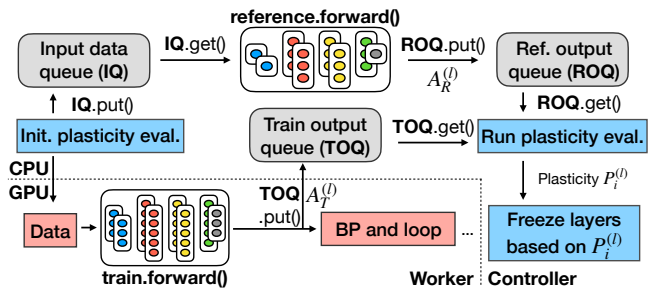 reference.forward()
Input data
queue (IQ)
IQ.get()
ROQ.put()
A_R^{(l)}
Ref. output
queue (ROQ)
IQ.put()
ROQ.get()
Init. plasticity eval.
Train output
queue (TOQ)
TOQ.get()
Run plasticity eval.
CPU
GPU
Plasticity P_i^{(l)}
Data
TOQ
.put()
A_T^{(l)}
BP and loop
...
Freeze layers
based on P_i^{(l)}
train.forward()
Worker
Controller